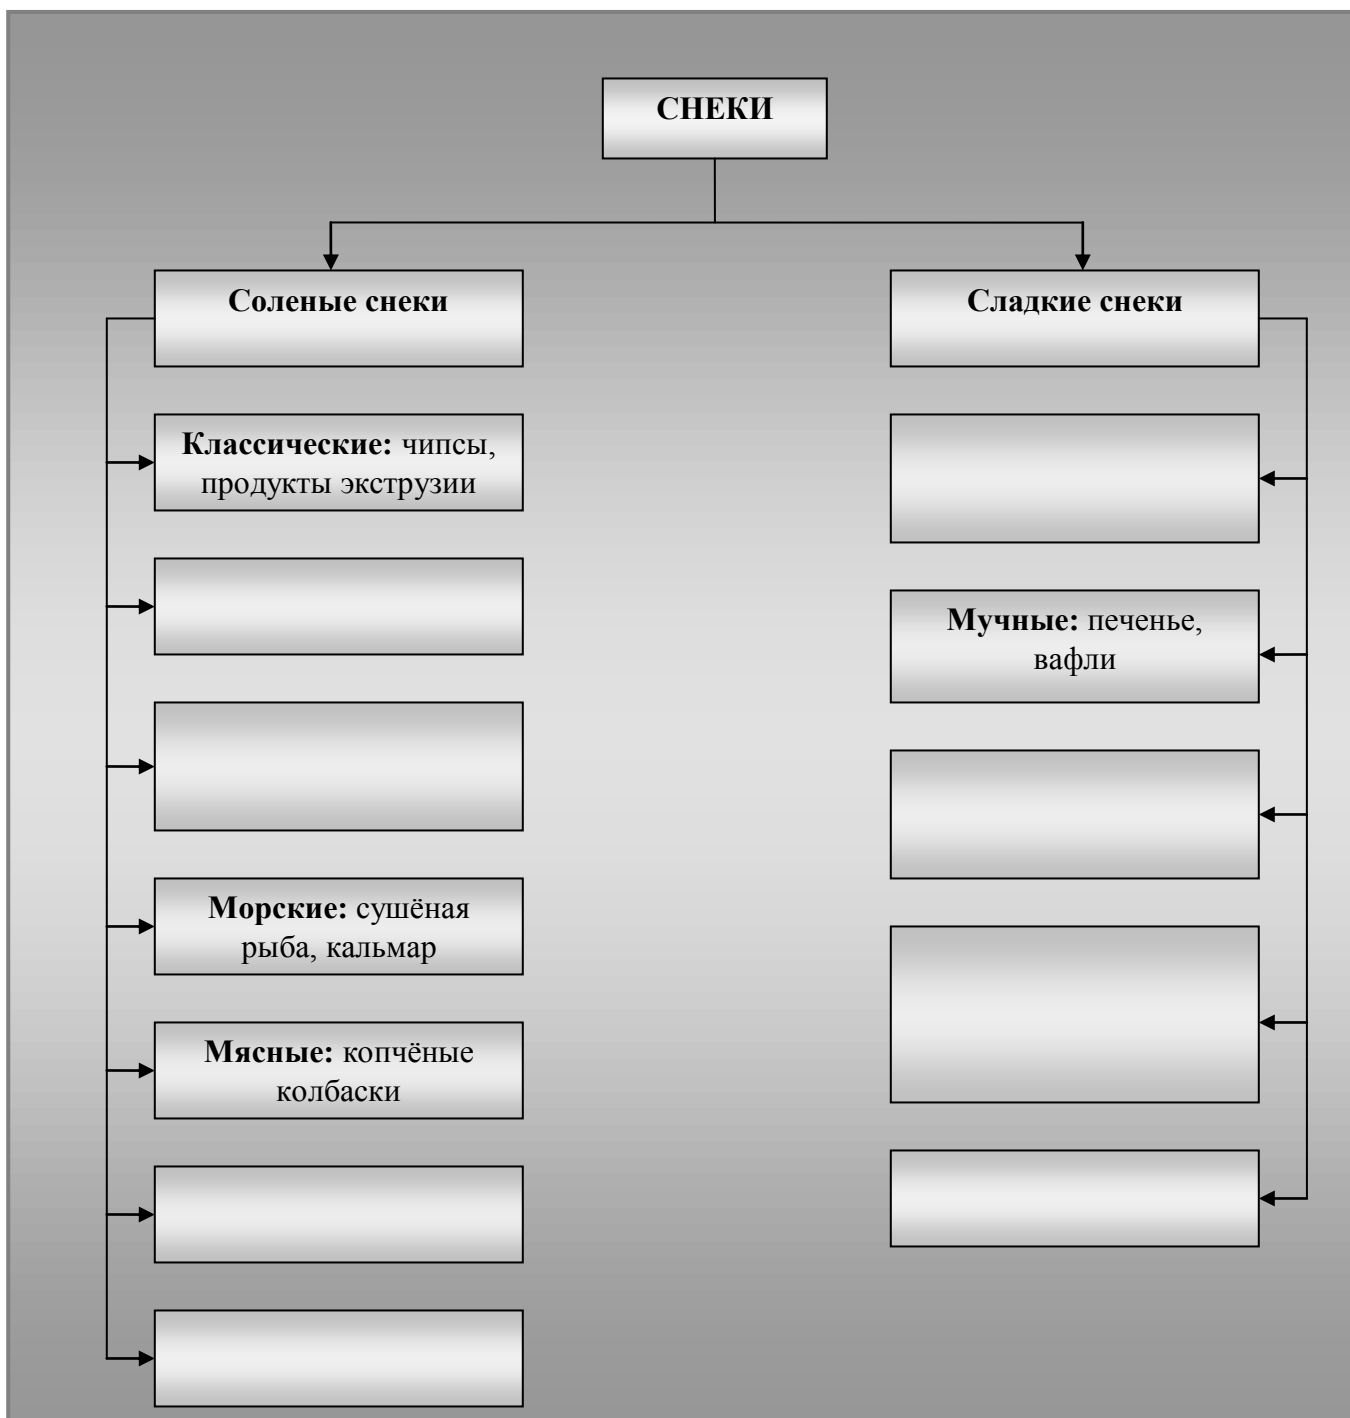 СНЕКИ
Соленые снеки
Сладкие снеки
Классические: чипсы,
продукты экструзии
Мучные: печенье,
вафли
Морские: сушёная
рыба, кальмар
Мясные: копчёные
колбаски